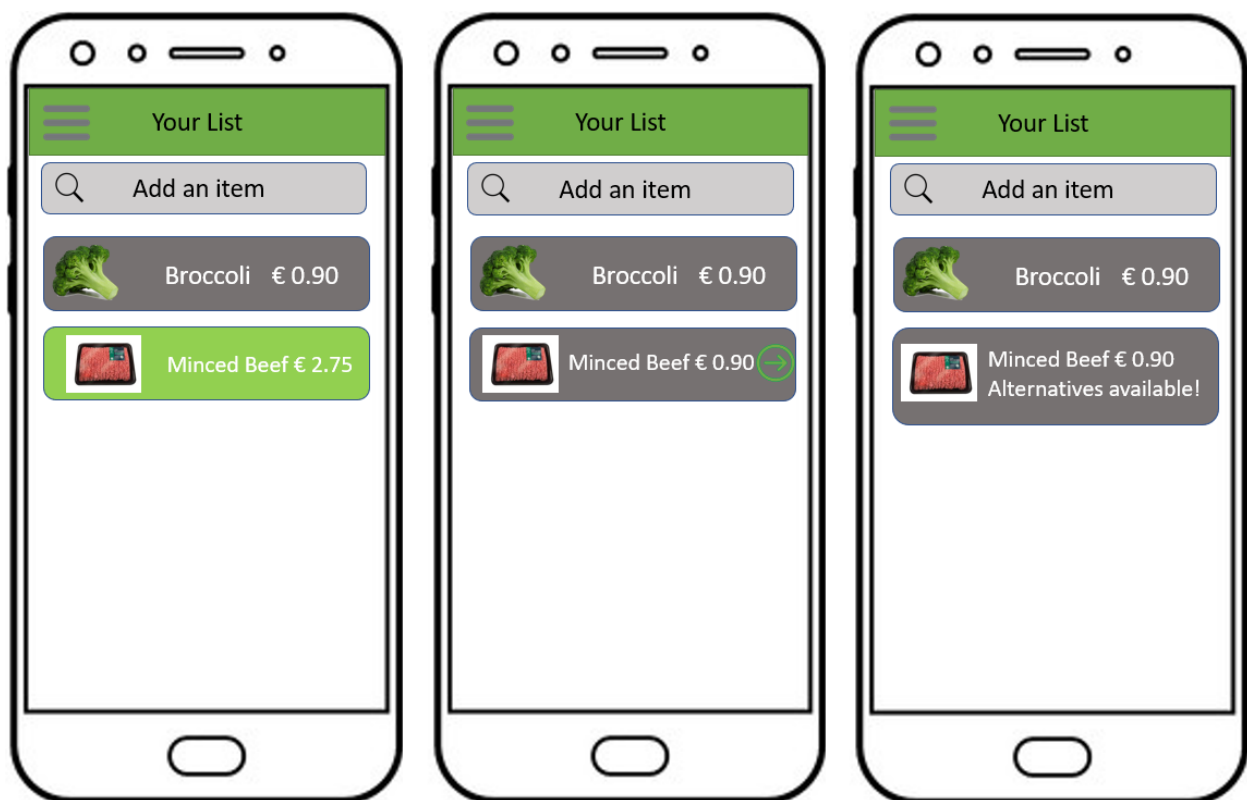 Your List
Add an item
Broccoli € 0.90
Minced Beef € 2.75
Your List
Add an item
Broccoli € 0.90
Minced Beef € 0.90
Your List
Add an item
Broccoli € 0.90
Minced Beef € 0.90
Alternatives available!